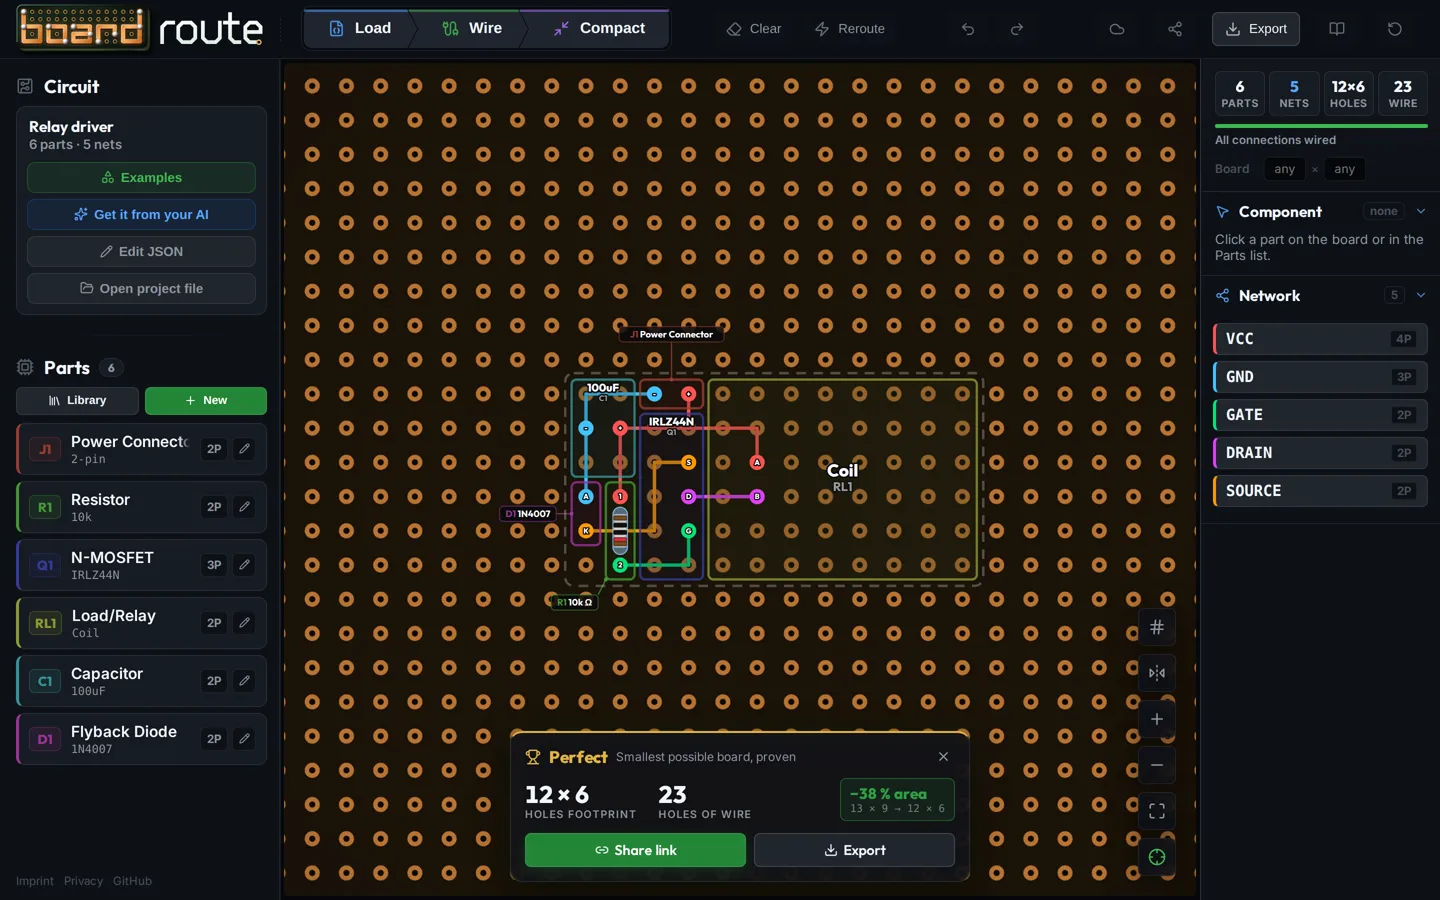 board route
Load
Wire
Compact
Clear
Reroute
Export
Circuit
Relay driver
6 parts · 5 nets
Examples
Get it from your AI
Edit JSON
Open project file
Parts 6
Library
+ New
J1 Power Connecto 2P
2-pin
R1 Resistor 2P
10k
Q1 N-MOSFET 3P
IRLZ44N
RL1 Load/Relay 2P
Coil
C1 Capacitor 2P
100uF
D1 Flyback Diode 2P
1N4007
Imprint Privacy GitHub
J1 Power Connector
100uF
C1
-
+
IRLZ44N
Q1
-
+
S
A
Coil
RL1
A
1
D
B
D1 1N4007
K
G
2
R1 10k Ω
Perfect Smallest possible board, proven
12 × 6
HOLES FOOTPRINT
23
HOLES OF WIRE
−38 % area
13 × 9 → 12 × 6
Share link
Export
6
PARTS
5
NETS
12×6
HOLES
23
WIRE
All connections wired
Board any × any
Component none
Click a part on the board or in the
Parts list.
Network 5
VCC 4P
GND 3P
GATE 2P
DRAIN 2P
SOURCE 2P